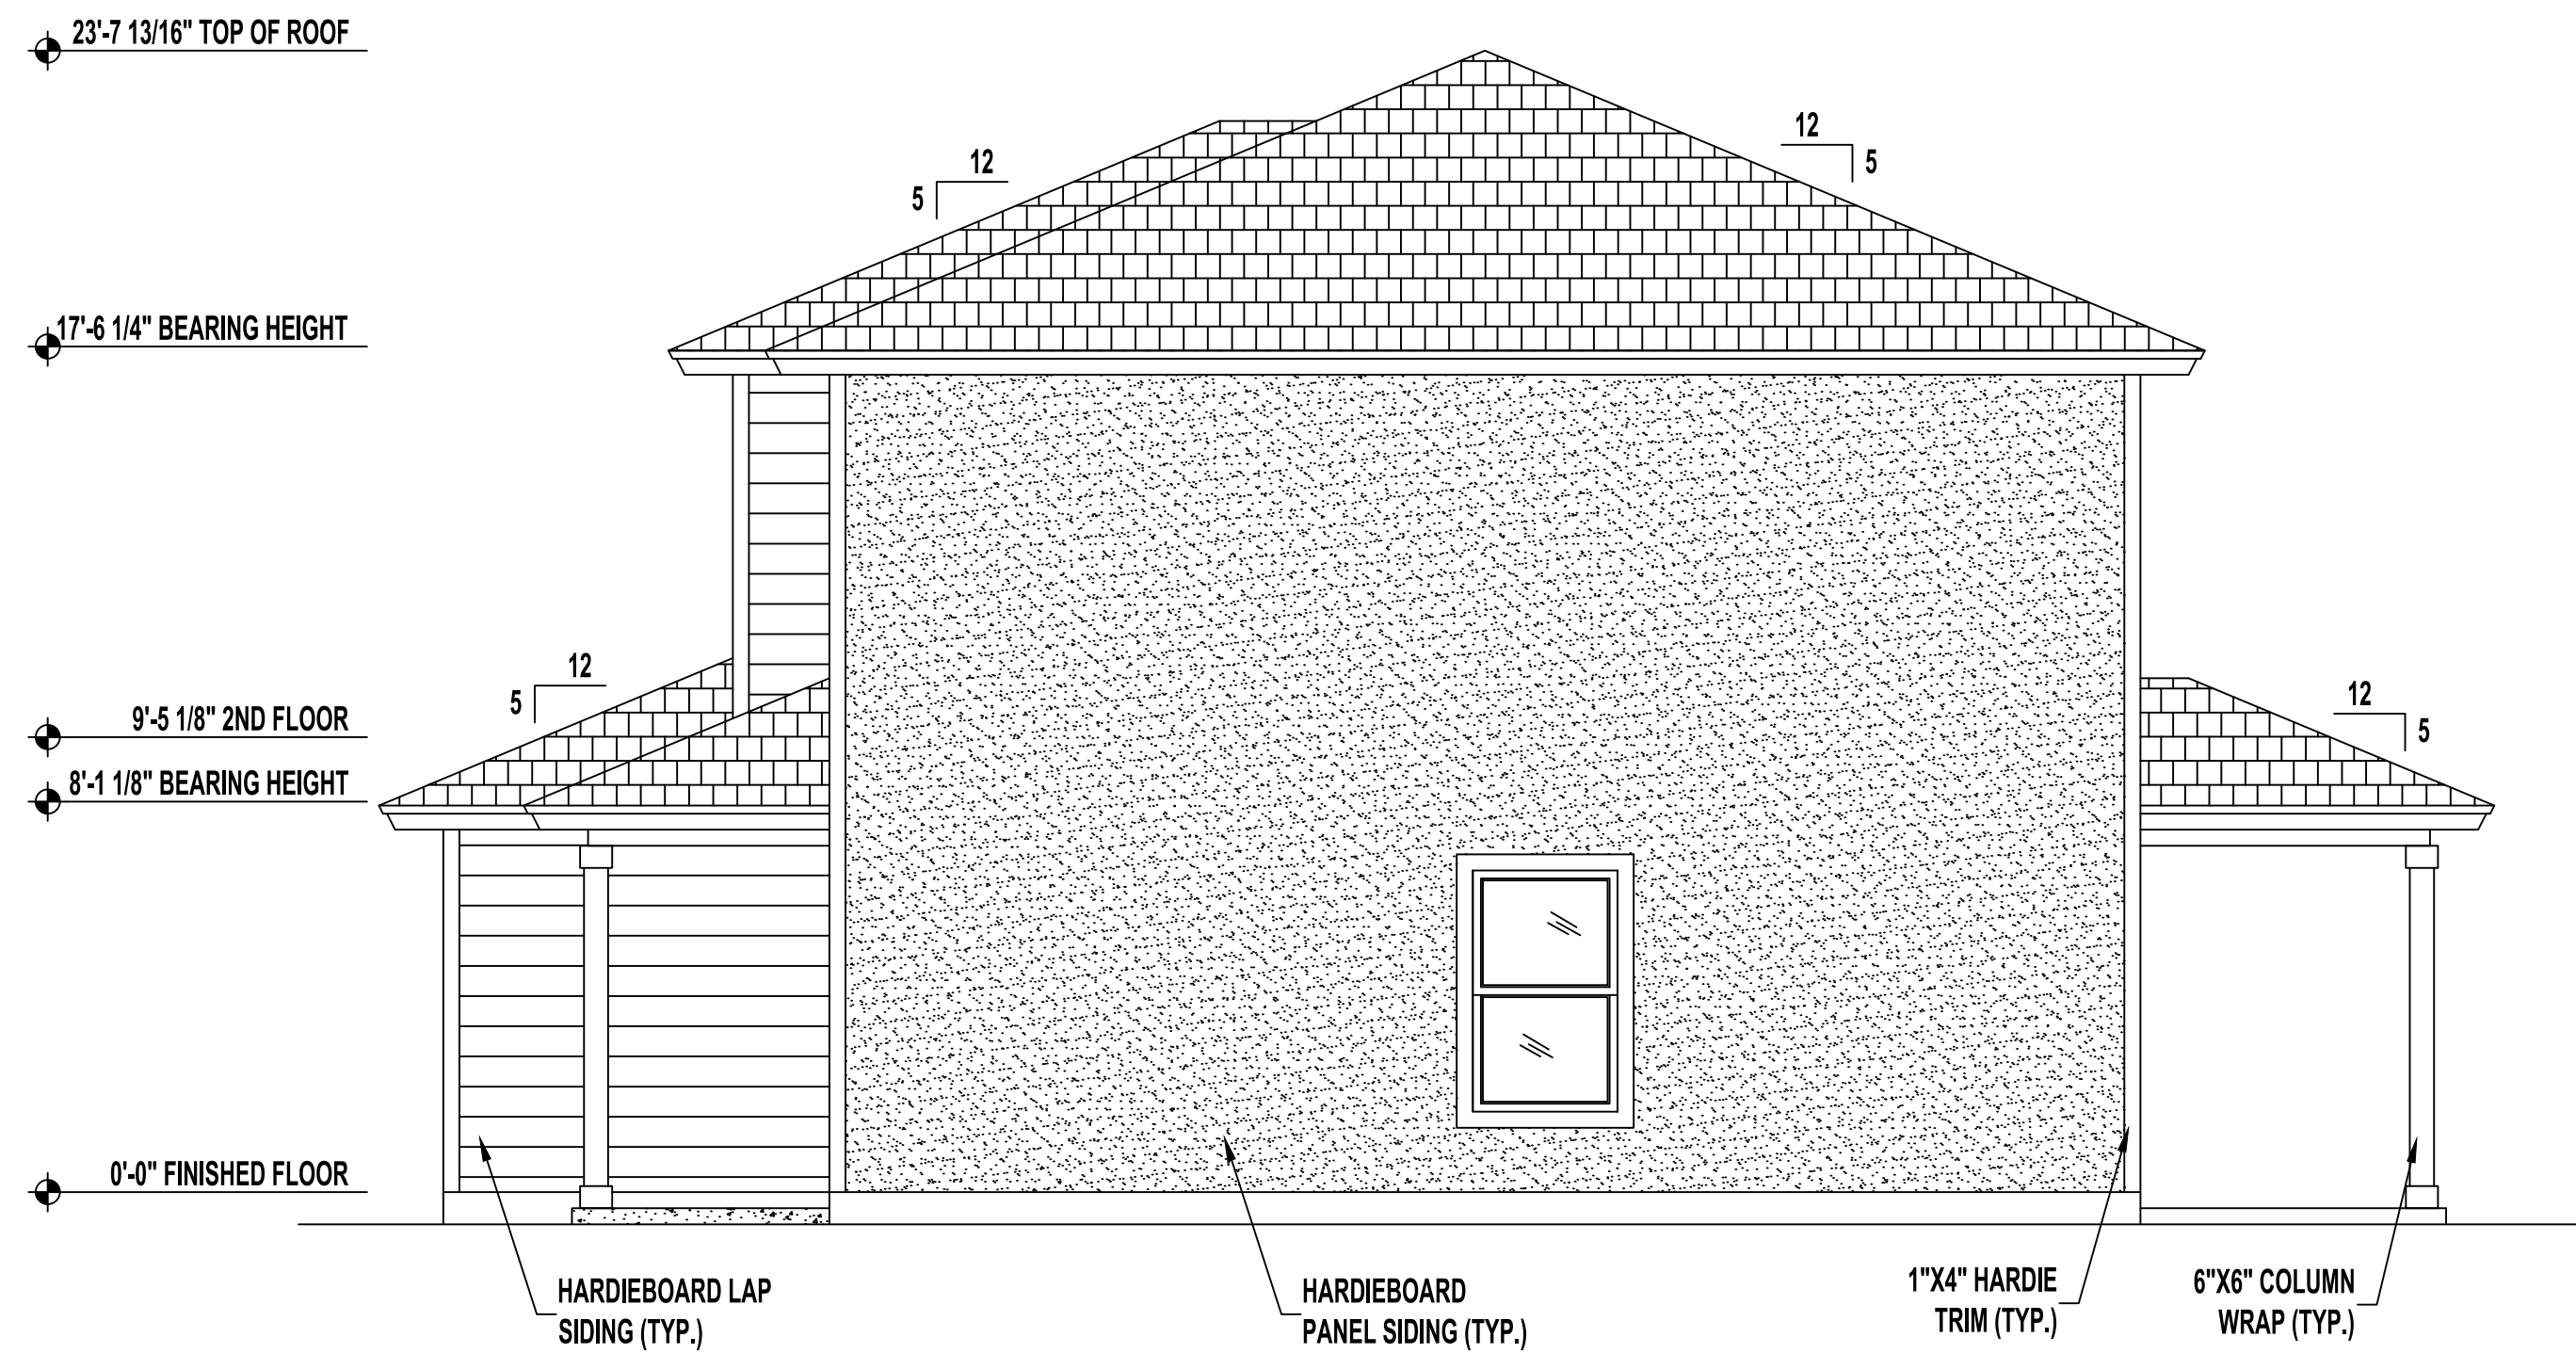 23'-7 13/16" TOP OF ROOF
12
5
12
5
17'-6 1/4" BEARING HEIGHT
12
5
9'-5 1/8" 2ND FLOOR
12
5
8'-1 1/8" BEARING HEIGHT
0'-0" FINISHED FLOOR
HARDIEBOARD LAP
SIDING (TYP.)
HARDIEBOARD
PANEL SIDING (TYP.)
1"X4" HARDIE
TRIM (TYP.)
6"X6" COLUMN
WRAP (TYP.)